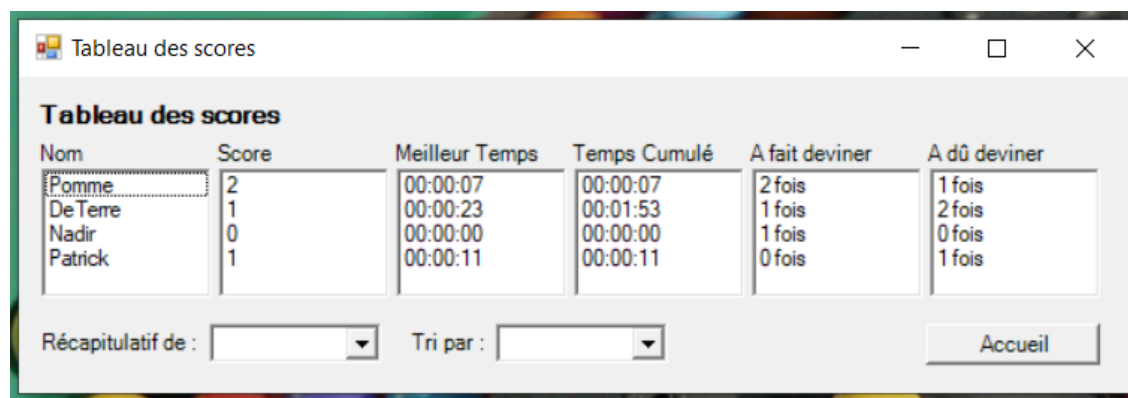 Tableau des scores
Tableau des scores
Nom Score Meilleur Temps Temps Cumulé A fait deviner A dû deviner
Pomme 2 00:00:07 00:00:07 2 fois 1 fois
DeTerre 1 00:00:23 00:01:53 1 fois 2 fois
Nadir 0 00:00:00 00:00:00 1 fois 0 fois
Patrick 1 00:00:11 00:00:11 0 fois 1 fois
Récapitulatif de : Tri par : Accueil